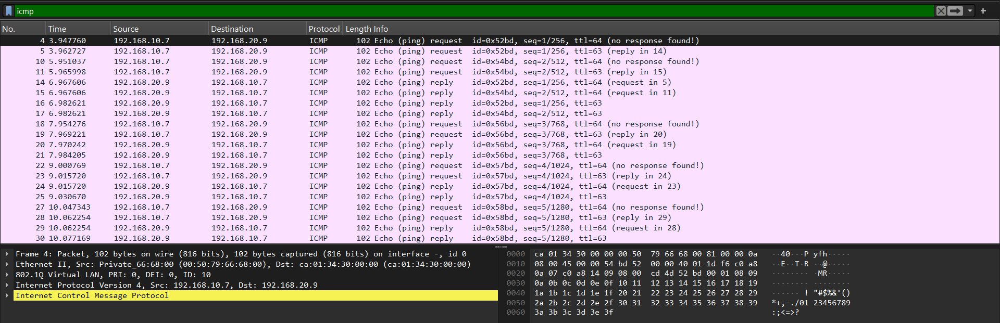 icmp
No. Time Source Destination Protocol Length Info
4 3.947760 192.168.10.7 192.168.20.9 ICMP 102 Echo (ping) request id=0x52bd, seq=1/256, ttl=64 (no response found!)
5 3.962727 192.168.10.7 192.168.20.9 ICMP 102 Echo (ping) request id=0x52bd, seq=1/256, ttl=63 (reply in 14)
10 5.951037 192.168.10.7 192.168.20.9 ICMP 102 Echo (ping) request id=0x54bd, seq=2/512, ttl=64 (no response found!)
11 5.965998 192.168.10.7 192.168.20.9 ICMP 102 Echo (ping) request id=0x54bd, seq=2/512, ttl=63 (reply in 15)
14 6.967606 192.168.20.9 192.168.10.7 ICMP 102 Echo (ping) reply id=0x52bd, seq=1/256, ttl=64 (request in 5)
15 6.967606 192.168.20.9 192.168.10.7 ICMP 102 Echo (ping) reply id=0x54bd, seq=2/512, ttl=64 (request in 11)
16 6.982621 192.168.20.9 192.168.10.7 ICMP 102 Echo (ping) reply id=0x52bd, seq=1/256, ttl=63
17 6.982621 192.168.20.9 192.168.10.7 ICMP 102 Echo (ping) reply id=0x54bd, seq=2/512, ttl=63
18 7.954276 192.168.10.7 192.168.20.9 ICMP 102 Echo (ping) request id=0x56bd, seq=3/768, ttl=64 (no response found!)
19 7.969221 192.168.10.7 192.168.20.9 ICMP 102 Echo (ping) request id=0x56bd, seq=3/768, ttl=63 (reply in 20)
20 7.970242 192.168.20.9 192.168.10.7 ICMP 102 Echo (ping) reply id=0x56bd, seq=3/768, ttl=64 (request in 19)
21 7.984205 192.168.20.9 192.168.10.7 ICMP 102 Echo (ping) reply id=0x56bd, seq=3/768, ttl=63
22 9.000769 192.168.10.7 192.168.20.9 ICMP 102 Echo (ping) request id=0x57bd, seq=4/1024, ttl=64 (no response found!)
23 9.015720 192.168.10.7 192.168.20.9 ICMP 102 Echo (ping) request id=0x57bd, seq=4/1024, ttl=63 (reply in 24)
24 9.015720 192.168.20.9 192.168.10.7 ICMP 102 Echo (ping) reply id=0x57bd, seq=4/1024, ttl=64 (request in 23)
25 9.030670 192.168.20.9 192.168.10.7 ICMP 102 Echo (ping) reply id=0x57bd, seq=4/1024, ttl=63
27 10.047343 192.168.10.7 192.168.20.9 ICMP 102 Echo (ping) request id=0x58bd, seq=5/1280, ttl=64 (no response found!)
28 10.062254 192.168.10.7 192.168.20.9 ICMP 102 Echo (ping) request id=0x58bd, seq=5/1280, ttl=63 (reply in 29)
29 10.062254 192.168.20.9 192.168.10.7 ICMP 102 Echo (ping) reply id=0x58bd, seq=5/1280, ttl=64 (request in 28)
30 10.077169 192.168.20.9 192.168.10.7 ICMP 102 Echo (ping) reply id=0x58bd, seq=5/1280, ttl=63
Frame 4: Packet, 102 bytes on wire (816 bits), 102 bytes captured (816 bits) on interface -, id 0
Ethernet II, Src: Private_66:68:00 (00:50:79:66:68:00), Dst: ca:01:34:30:00:00 (ca:01:34:30:00:00)
802.1Q Virtual LAN, PRI: 0, DEI: 0, ID: 10
Internet Protocol Version 4, Src: 192.168.10.7, Dst: 192.168.20.9
Internet Control Message Protocol
0000 ca 01 34 30 00 00 00 50 79 66 68 00 81 00 00 0a ··40···P yfh·····
0010 08 00 45 00 00 54 bd 52 00 00 40 01 1d f6 c0 a8 ··E··T·R ··@·····
0020 0a 07 c0 a8 14 09 08 00 cd 4d 52 bd 00 01 08 09 ········ ·MR·····
0030 0a 0b 0c 0d 0e 0f 10 11 12 13 14 15 16 17 18 19 ········ ········
0040 1a 1b 1c 1d 1e 1f 20 21 22 23 24 25 26 27 28 29 ······ ! "#$%&'()
0050 2a 2b 2c 2d 2e 2f 30 31 32 33 34 35 36 37 38 39 *+,-./01 23456789
0060 3a 3b 3c 3d 3e 3f :;<=>?